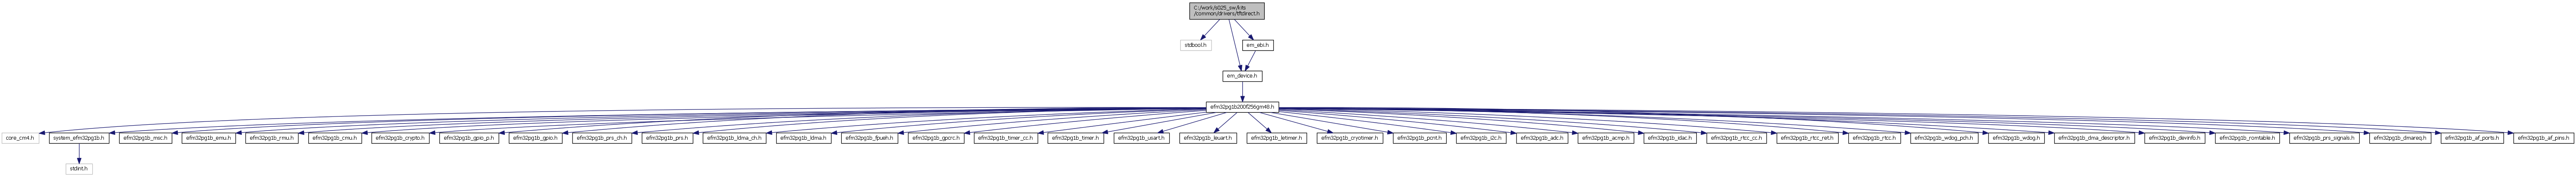 C:/work/s025_sw/kits
/common/drivers/tftdirect.h
stdbool.h
em_ebi.h
em_device.h
efm32pg1b200f256gm48.h
core_cm4.h
system_efm32pg1b.h
efm32pg1b_msc.h
efm32pg1b_emu.h
efm32pg1b_rmu.h
efm32pg1b_cmu.h
efm32pg1b_crypto.h
efm32pg1b_gpio_p.h
efm32pg1b_gpio.h
efm32pg1b_prs_ch.h
efm32pg1b_prs.h
efm32pg1b_ldma_ch.h
efm32pg1b_ldma.h
efm32pg1b_fpueh.h
efm32pg1b_gpcrc.h
efm32pg1b_timer_cc.h
efm32pg1b_timer.h
efm32pg1b_usart.h
efm32pg1b_leuart.h
efm32pg1b_letimer.h
efm32pg1b_cryotimer.h
efm32pg1b_pcnt.h
efm32pg1b_i2c.h
efm32pg1b_adc.h
efm32pg1b_acmp.h
efm32pg1b_idac.h
efm32pg1b_rtcc_cc.h
efm32pg1b_rtcc_ret.h
efm32pg1b_rtcc.h
efm32pg1b_wdog_pch.h
efm32pg1b_wdog.h
efm32pg1b_dma_descriptor.h
efm32pg1b_devinfo.h
efm32pg1b_romtable.h
efm32pg1b_prs_signals.h
efm32pg1b_dmareq.h
efm32pg1b_af_ports.h
efm32pg1b_af_pins.h
stdint.h